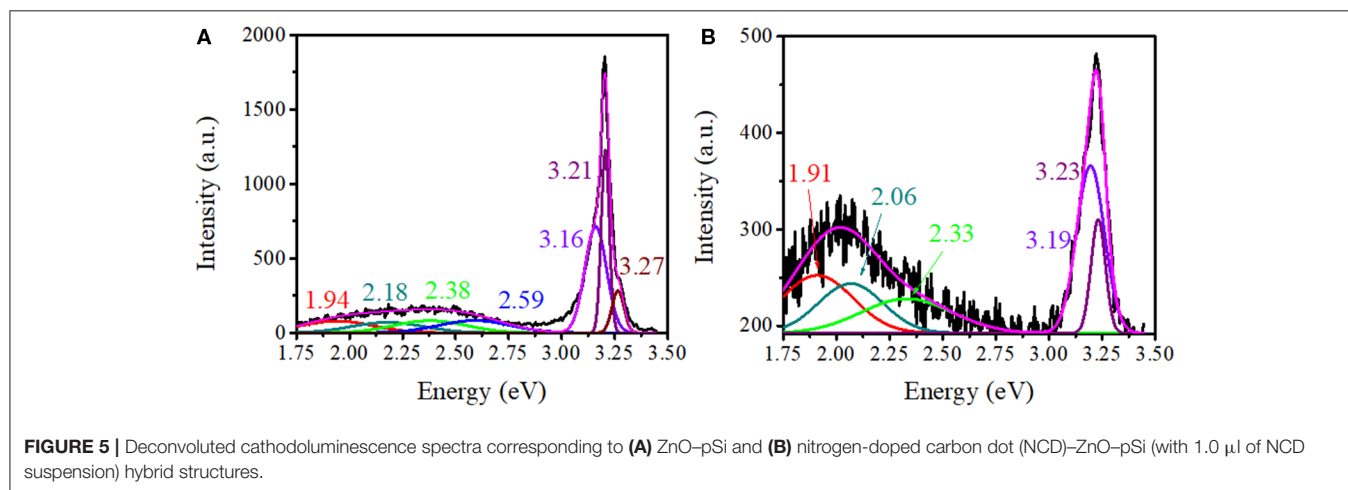 A
2000
1500
1000
500
0
Intensity (a.u.)
1.94
2.18
2.38
2.59
3.16
3.21
3.27
1.75 2.00 2.25 2.50 2.75 3.00 3.25 3.50
Energy (eV)
B
500
400
300
200
Intensity (a.u.)
1.91
2.06
2.33
3.23
3.19
1.75 2.00 2.25 2.50 2.75 3.00 3.25 3.50
Energy (eV)
FIGURE 5 | Deconvoluted cathodoluminescence spectra corresponding to (A) ZnO–pSi and (B) nitrogen-doped carbon dot (NCD)–ZnO–pSi (with 1.0 μl of NCD
suspension) hybrid structures.